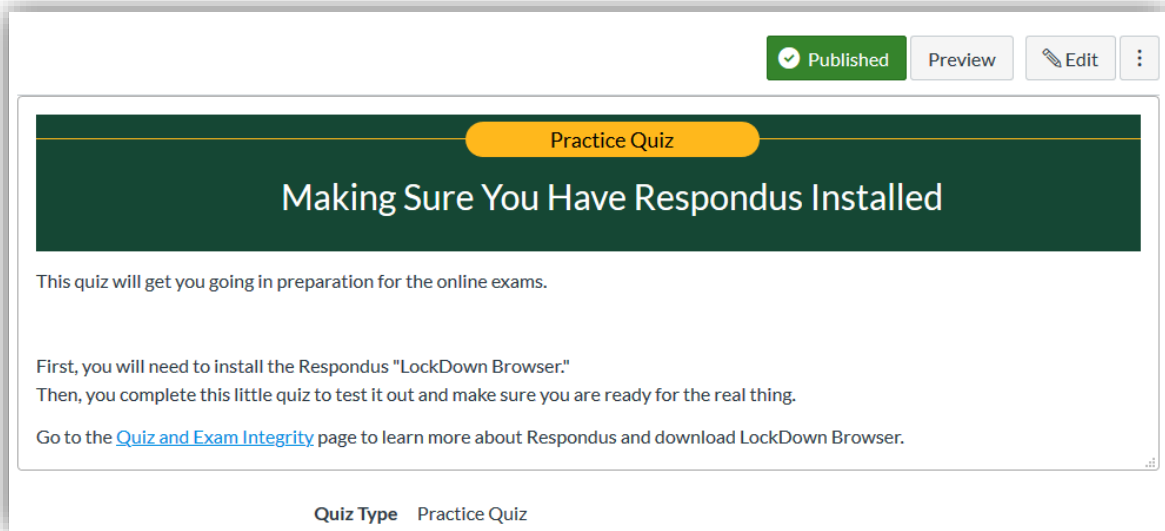 Published Preview Edit
Practice Quiz
Making Sure You Have Respondus Installed
This quiz will get you going in preparation for the online exams.
First, you will need to install the Respondus "LockDown Browser."
Then, you complete this little quiz to test it out and make sure you are ready for the real thing.
Go to the Quiz and Exam Integrity page to learn more about Respondus and download LockDown Browser.
Quiz Type Practice Quiz